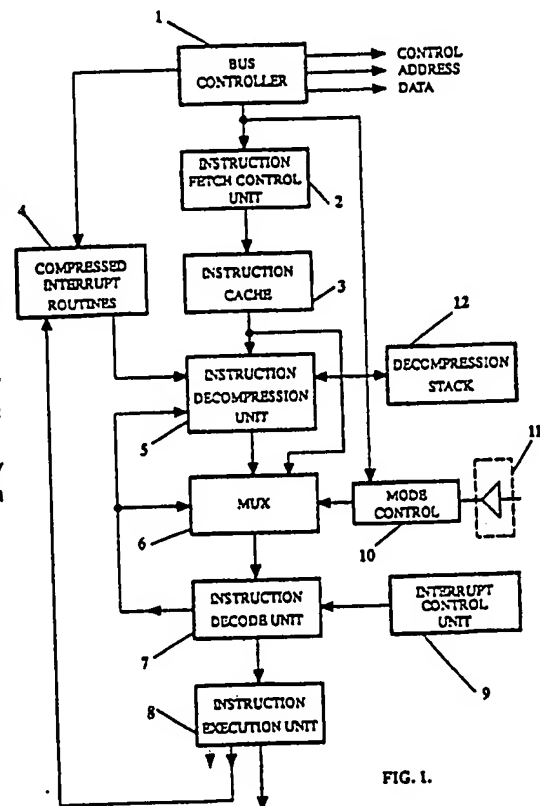 1
BUS
CONTROLLER
CONTROL
ADDRESS
DATA
INSTRUCTION
FETCH CONTROL
UNIT
2
4
COMPRESSED
INTERRUPT
ROUTINES
INSTRUCTION
CACHE
3
12
INSTRUCTION
DECOMPRESSION
UNIT
5
DECOMPRESSION
STACK
11
MUX
6
MODE
CONTROL
10
INSTRUCTION
DECODE UNIT
7
INTERRUPT
CONTROL
UNIT
9
8
INSTRUCTION
EXECUTION UNIT
FIG. 1.